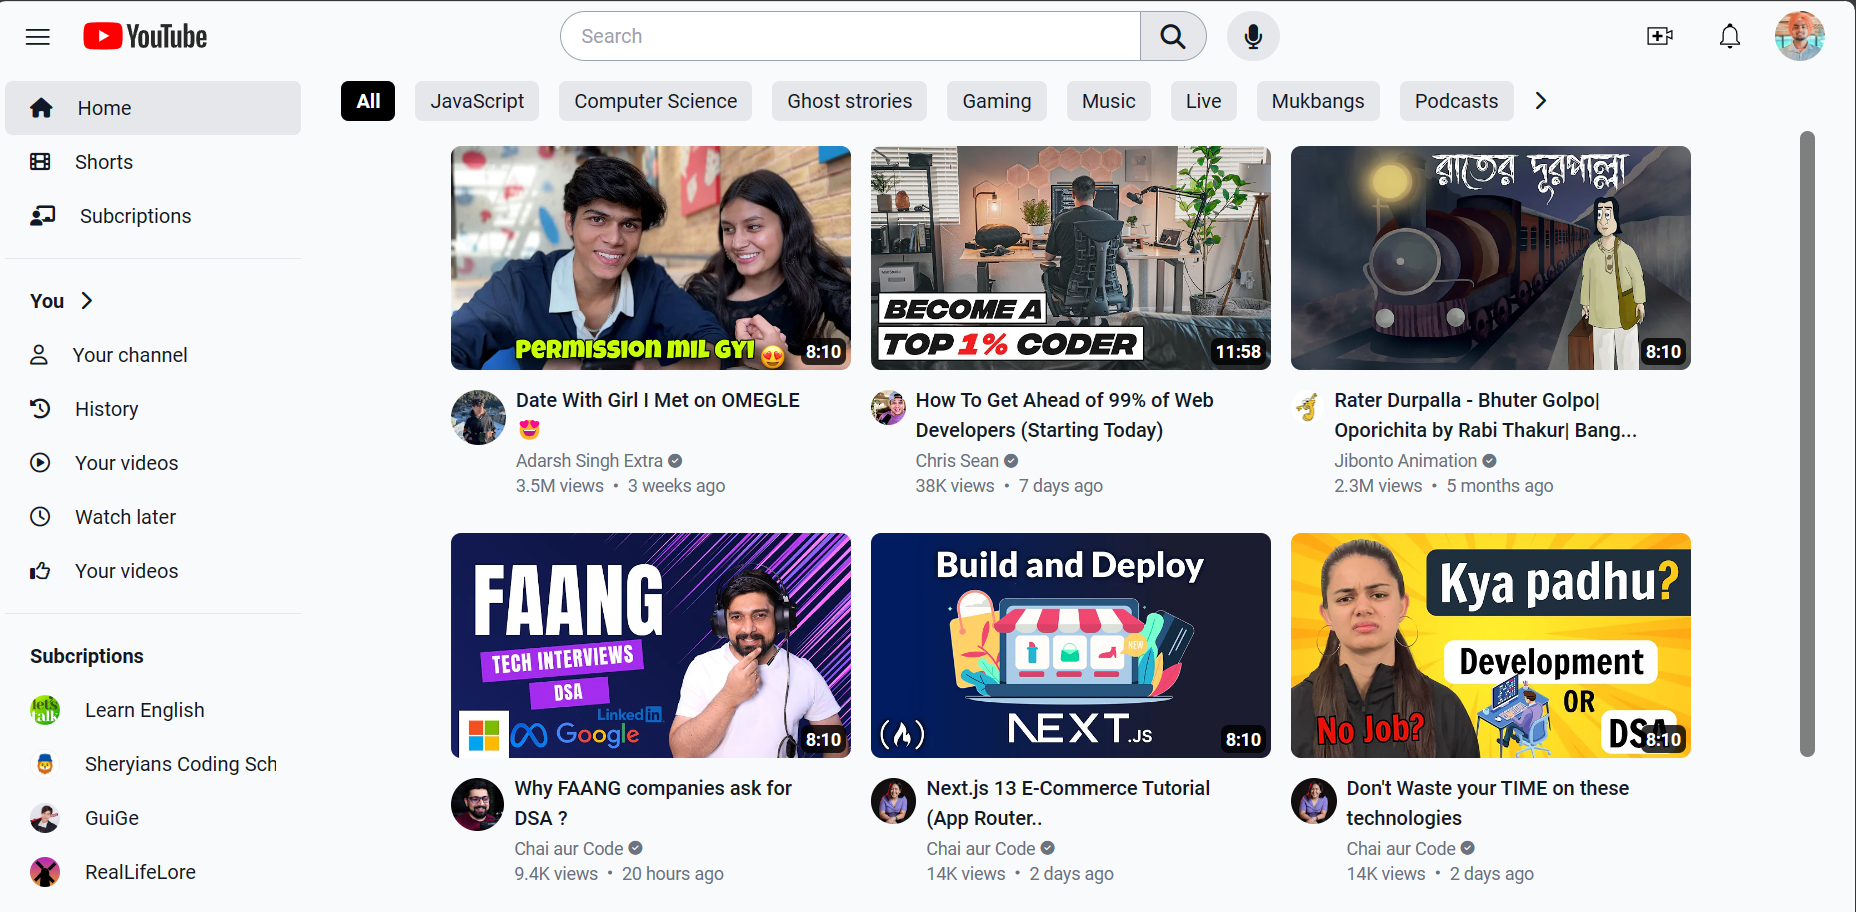 YouTube
Search
Home
Shorts
Subcriptions
You
Your channel
History
Your videos
Watch later
Your videos
Subcriptions
Learn English
Sheryians Coding Sch
GuiGe
RealLifeLore
All JavaScript Computer Science Ghost strories Gaming Music Live Mukbangs Podcasts
PERMISSION MIL GYI 😍
8:10
Date With Girl I Met on OMEGLE
😍
Adarsh Singh Extra
3.5M views • 3 weeks ago
BECOME A
TOP 1% CODER
11:58
How To Get Ahead of 99% of Web
Developers (Starting Today)
Chris Sean
38K views • 7 days ago
রাতের দূরপাল্লা
8:10
Rater Durpalla - Bhuter Golpo|
Oporichita by Rabi Thakur| Bang...
Jibonto Animation
2.3M views • 5 months ago
FAANG
TECH INTERVIEWS
DSA
LinkedIn
Google
8:10
Why FAANG companies ask for
DSA ?
Chai aur Code
9.4K views • 20 hours ago
Build and Deploy
NEW
NEXT.JS
8:10
Next.js 13 E-Commerce Tutorial
(App Router..
Chai aur Code
14K views • 2 days ago
Kya padhu?
Development
OR
DSA
No Job?
8:10
Don't Waste your TIME on these
technologies
Chai aur Code
14K views • 2 days ago